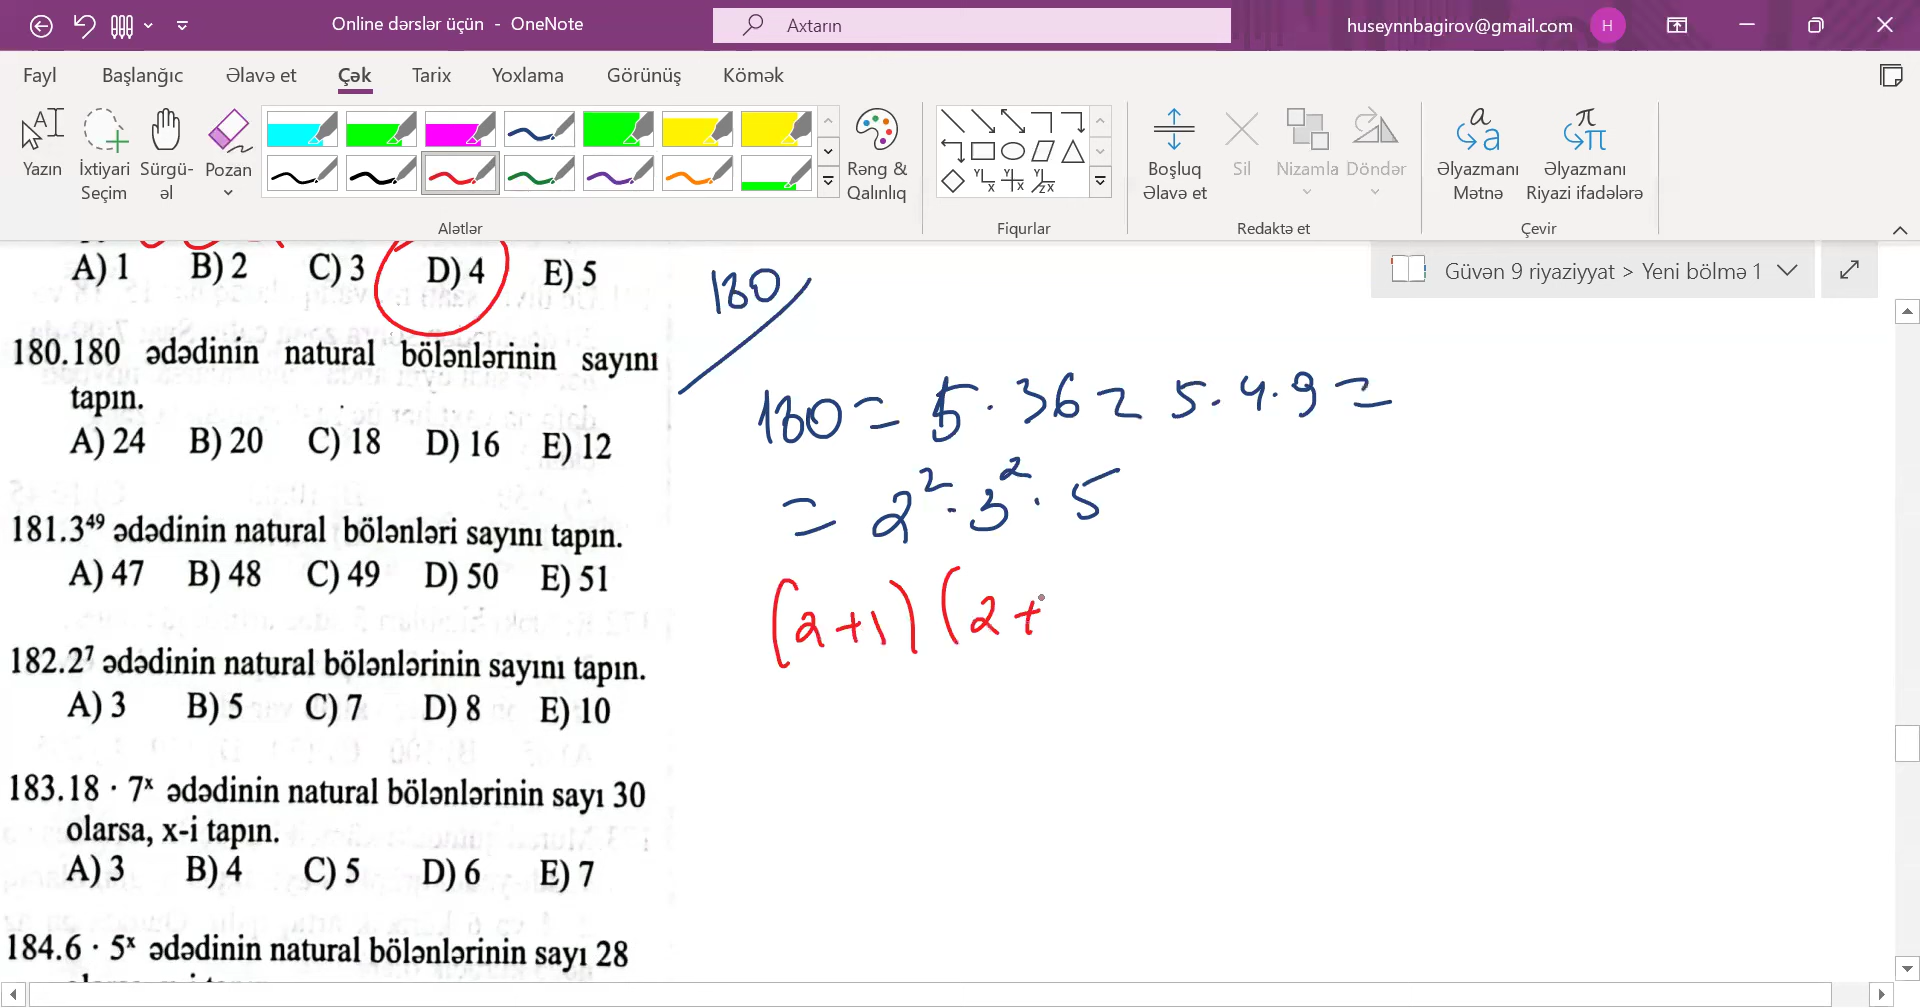 Online dərslər üçün - OneNote
Axtarın
huseynnbagirov@gmail.com
H
Fayl Başlanğıc Əlavə et Çək Tarix Yoxlama Görünüş Kömək
Yazın
İxtiyari Seçim
Sürgü-əl
Pozan
Rəng & Qalınlıq
Boşluq Əlavə et
Sil
Nizamla
Döndər
Əlyazmanı Mətnə
Əlyazmanı Riyazi ifadələrə
Alətlər
Fiqurlar
Redaktə et
Çevir
Güvən 9 riyaziyyat > Yeni bölmə 1
A) 1 B) 2 C) 3 D) 4 E) 5
180.180 ədədinin natural bölənlərinin sayını
tapın.
A) 24 B) 20 C) 18 D) 16 E) 12
181.3⁴⁹ ədədinin natural bölənləri sayını tapın.
A) 47 B) 48 C) 49 D) 50 E) 51
182.2⁷ ədədinin natural bölənlərinin sayını tapın.
A) 3 B) 5 C) 7 D) 8 E) 10
183.18 · 7ˣ ədədinin natural bölənlərinin sayı 30
olarsa, x-i tapın.
A) 3 B) 4 C) 5 D) 6 E) 7
184.6 · 5ˣ ədədinin natural bölənlərinin sayı 28
180
180 = 5 · 36 = 5 · 4 · 9 =
= 2² · 3² · 5
(2+1) (2+